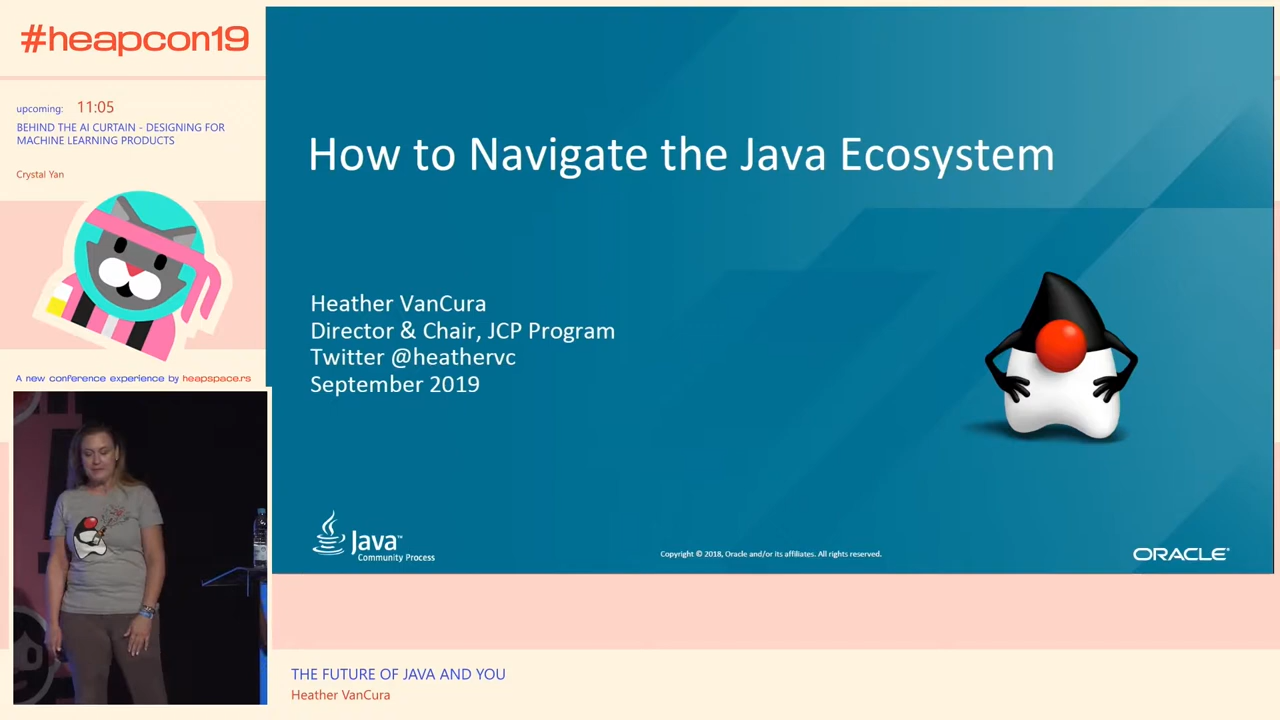 #heapcon19
upcoming: 11:05
BEHIND THE AI CURTAIN - DESIGNING FOR
MACHINE LEARNING PRODUCTS
Crystal Yan
A new conference experience by heapspace.rs
How to Navigate the Java Ecosystem
Heather VanCura
Director & Chair, JCP Program
Twitter @heathervc
September 2019
Java™
Community Process
Copyright © 2018, Oracle and/or its affiliates. All rights reserved.
ORACLE®
THE FUTURE OF JAVA AND YOU
Heather VanCura